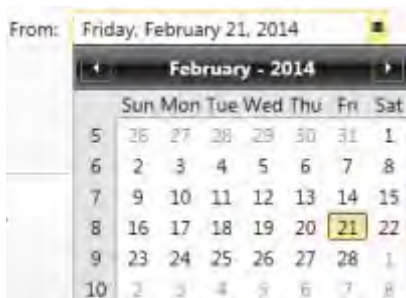 From: Friday, February 21, 2014
February - 2014
Sun Mon Tue Wed Thu Fri Sat
5 26 27 28 29 30 31 1
6 2 3 4 5 6 7 8
7 9 10 11 12 13 14 15
8 16 17 18 19 20 21 22
9 23 24 25 26 27 28 1
10 2 3 4 5 6 7 8